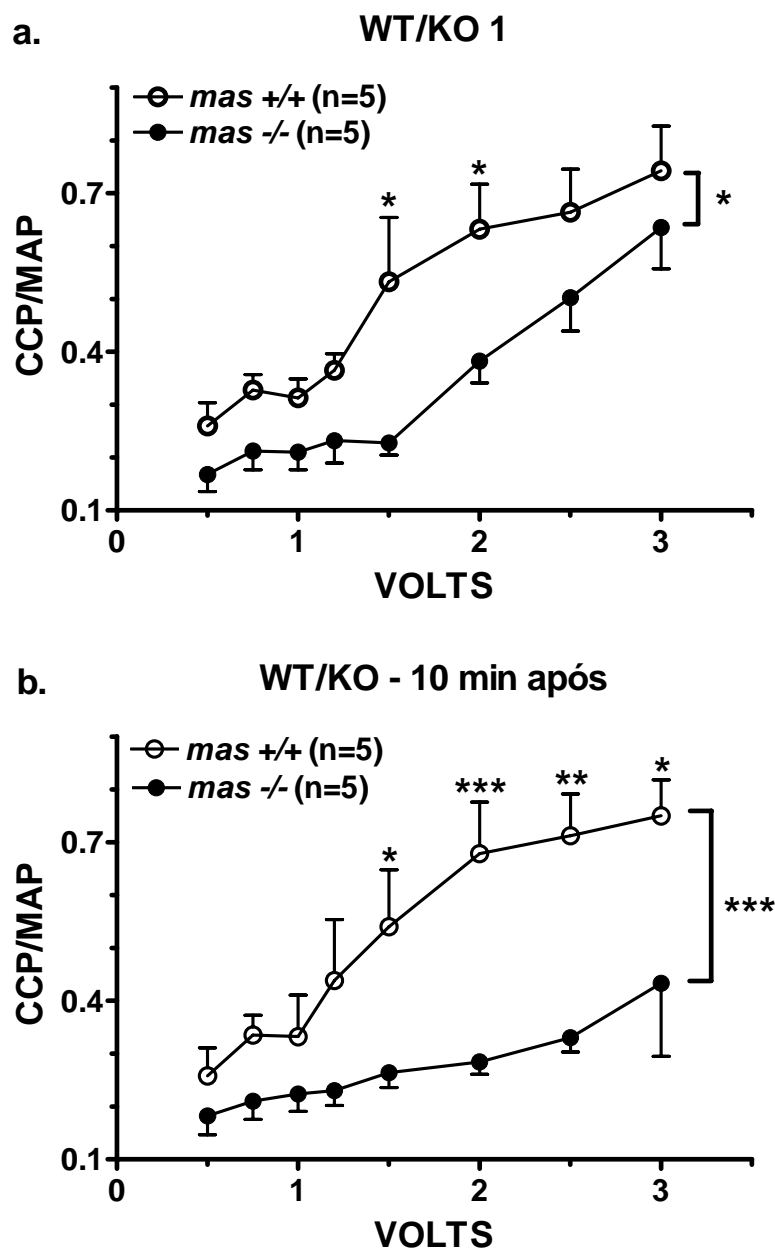 a.
WT/KO 1
mas +/+ (n=5)
mas -/- (n=5)
* *
*
0.7
0.4
0.1
CCP/MAP
0 1 2 3
VOLTS
b.
WT/KO - 10 min após
mas +/+ (n=5)
mas -/- (n=5)
* *** ** *
***
0.7
0.4
0.1
CCP/MAP
0 1 2 3
VOLTS